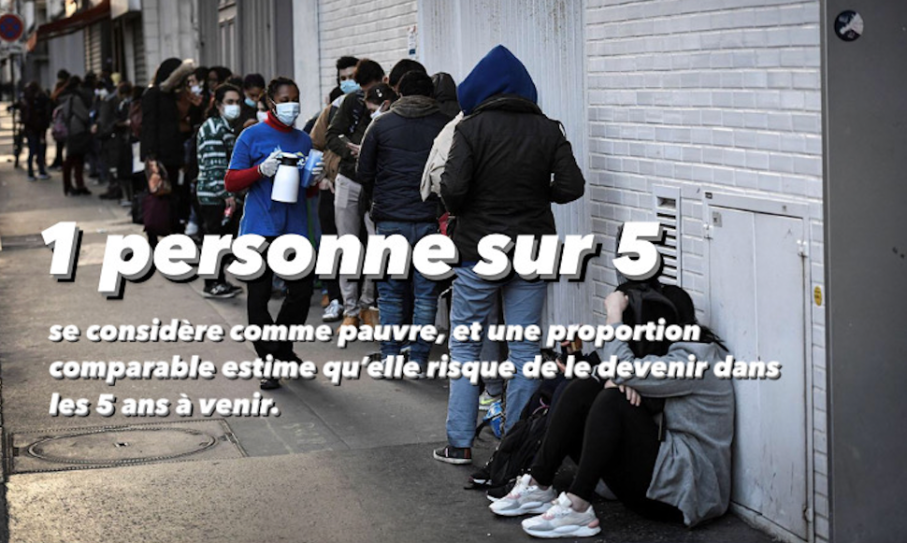 1 personne sur 5
se considère comme pauvre, et une proportion
comparable estime qu’elle risque de le devenir dans
les 5 ans à venir.